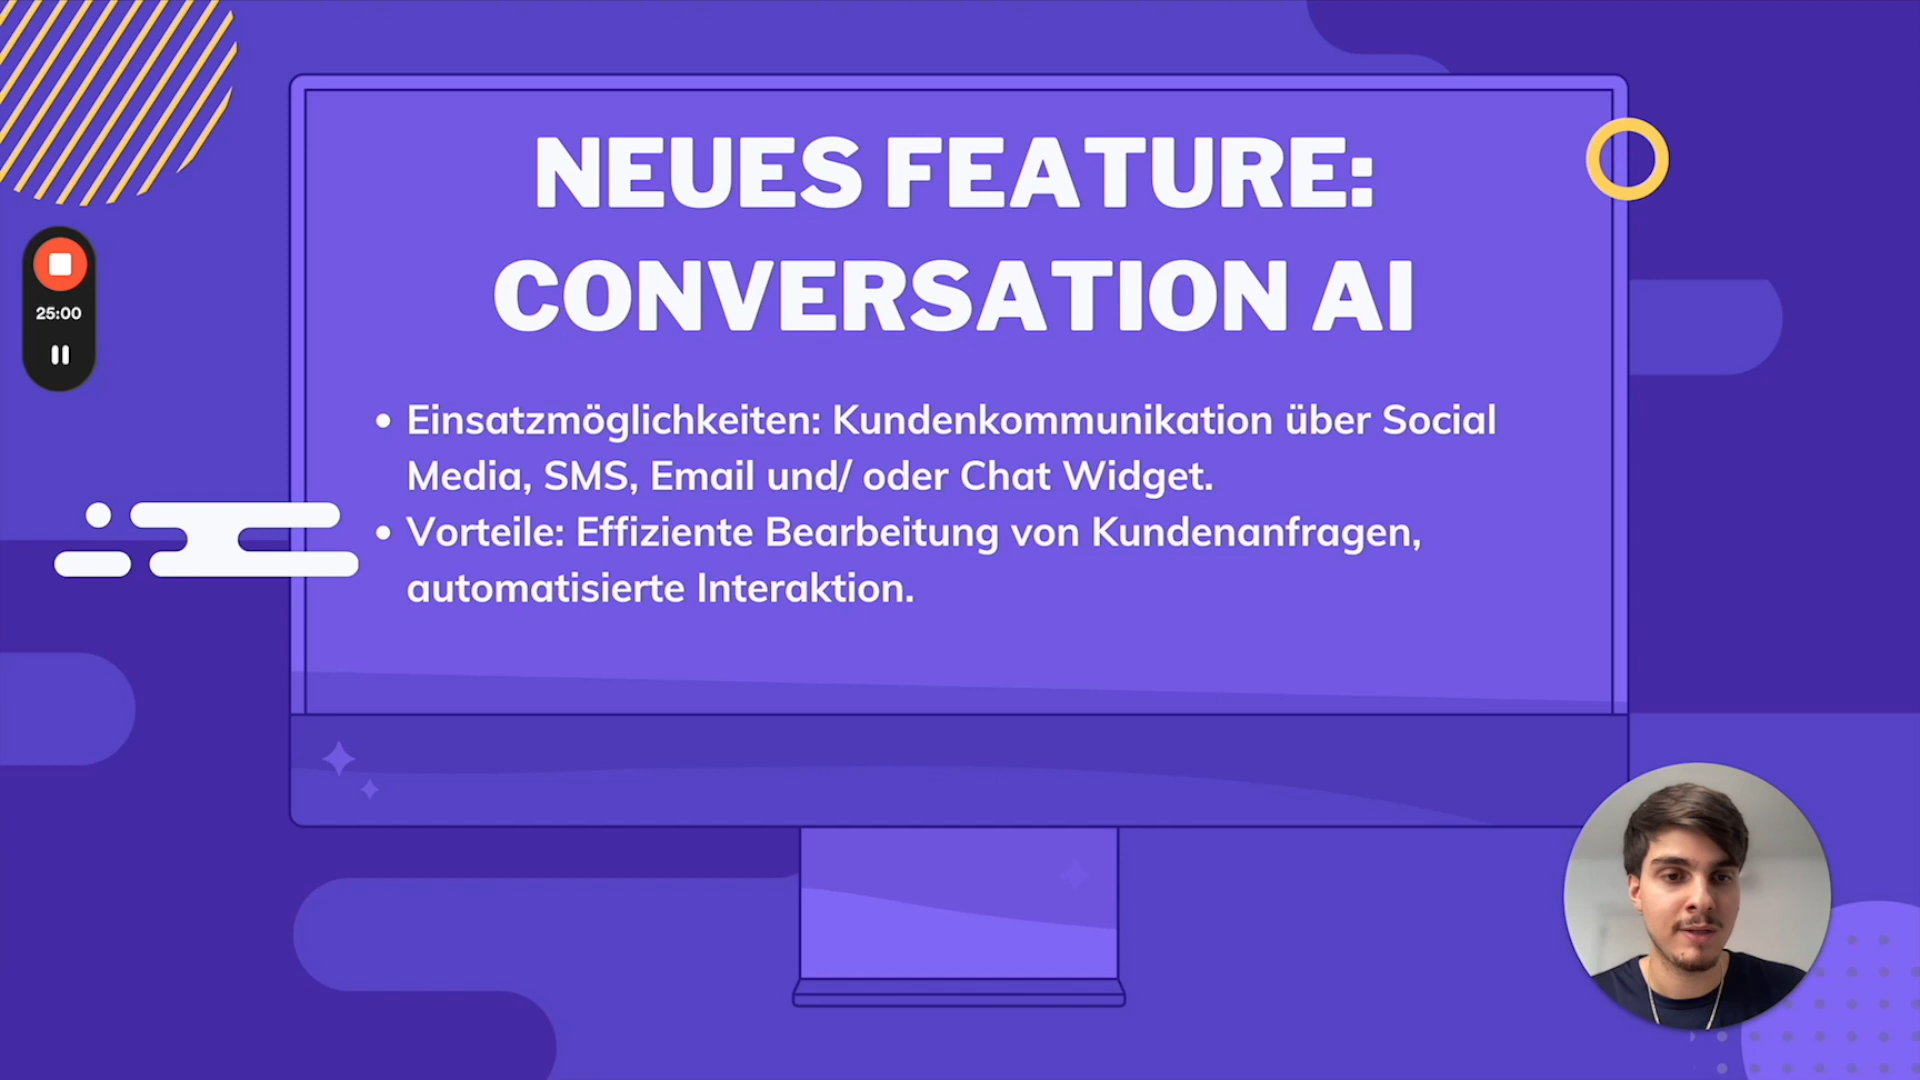 NEUES FEATURE:
CONVERSATION AI
25:00
• Einsatzmöglichkeiten: Kundenkommunikation über Social
Media, SMS, Email und/ oder Chat Widget.
• Vorteile: Effiziente Bearbeitung von Kundenanfragen,
automatisierte Interaktion.